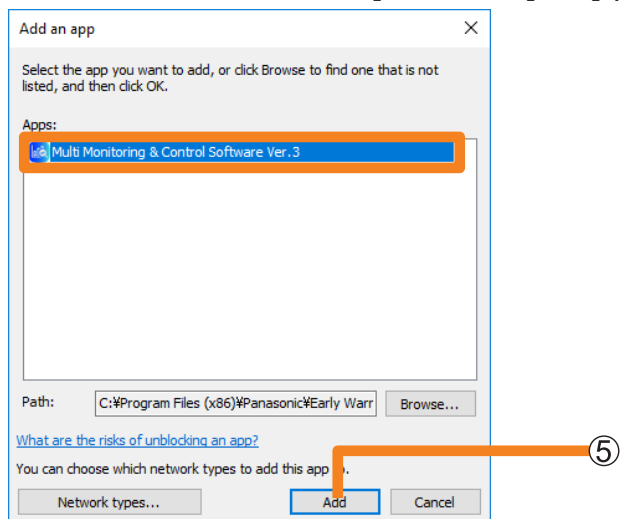 Add an app
Select the app you want to add, or click Browse to find one that is not
listed, and then click OK.
Apps:
Multi Monitoring & Control Software Ver.3
Path:
C:¥Program Files (x86)¥Panasonic¥Early Warr
Browse...
What are the risks of unblocking an app?
You can choose which network types to add this app
⑤
Network types...
Add
Cancel